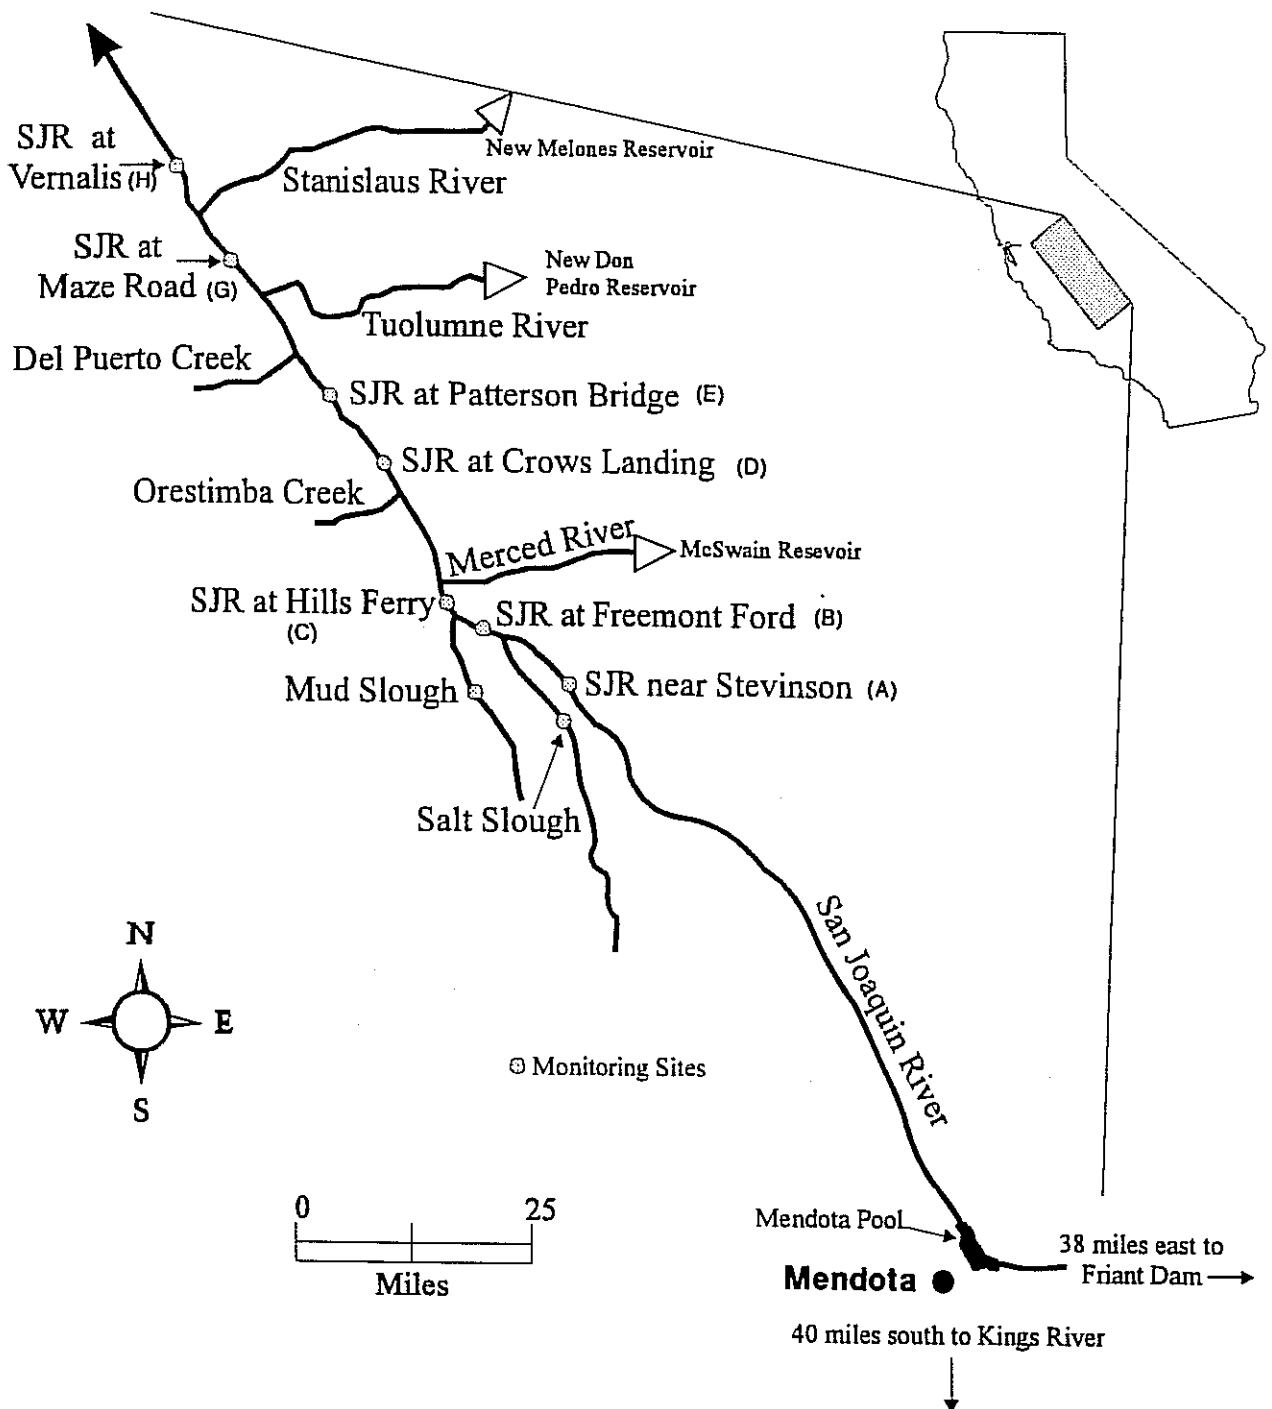 SJR at
Vernalis (H)
New Melones Reservoir
Stanislaus River
SJR at
Maze Road (G)
New Don
Pedro Reservoir
Tuolumne River
Del Puerto Creek
SJR at Patterson Bridge (E)
SJR at Crows Landing (D)
Orestimba Creek
Merced River
McSwain Resevoir
SJR at Hills Ferry
(C)
SJR at Freemont Ford (B)
Mud Slough
SJR near Stevinson (A)
Salt Slough
San Joaquin River
N
W E
S
Monitoring Sites
0 25
Miles
Mendota Pool
38 miles east to
Friant Dam
Mendota
40 miles south to Kings River